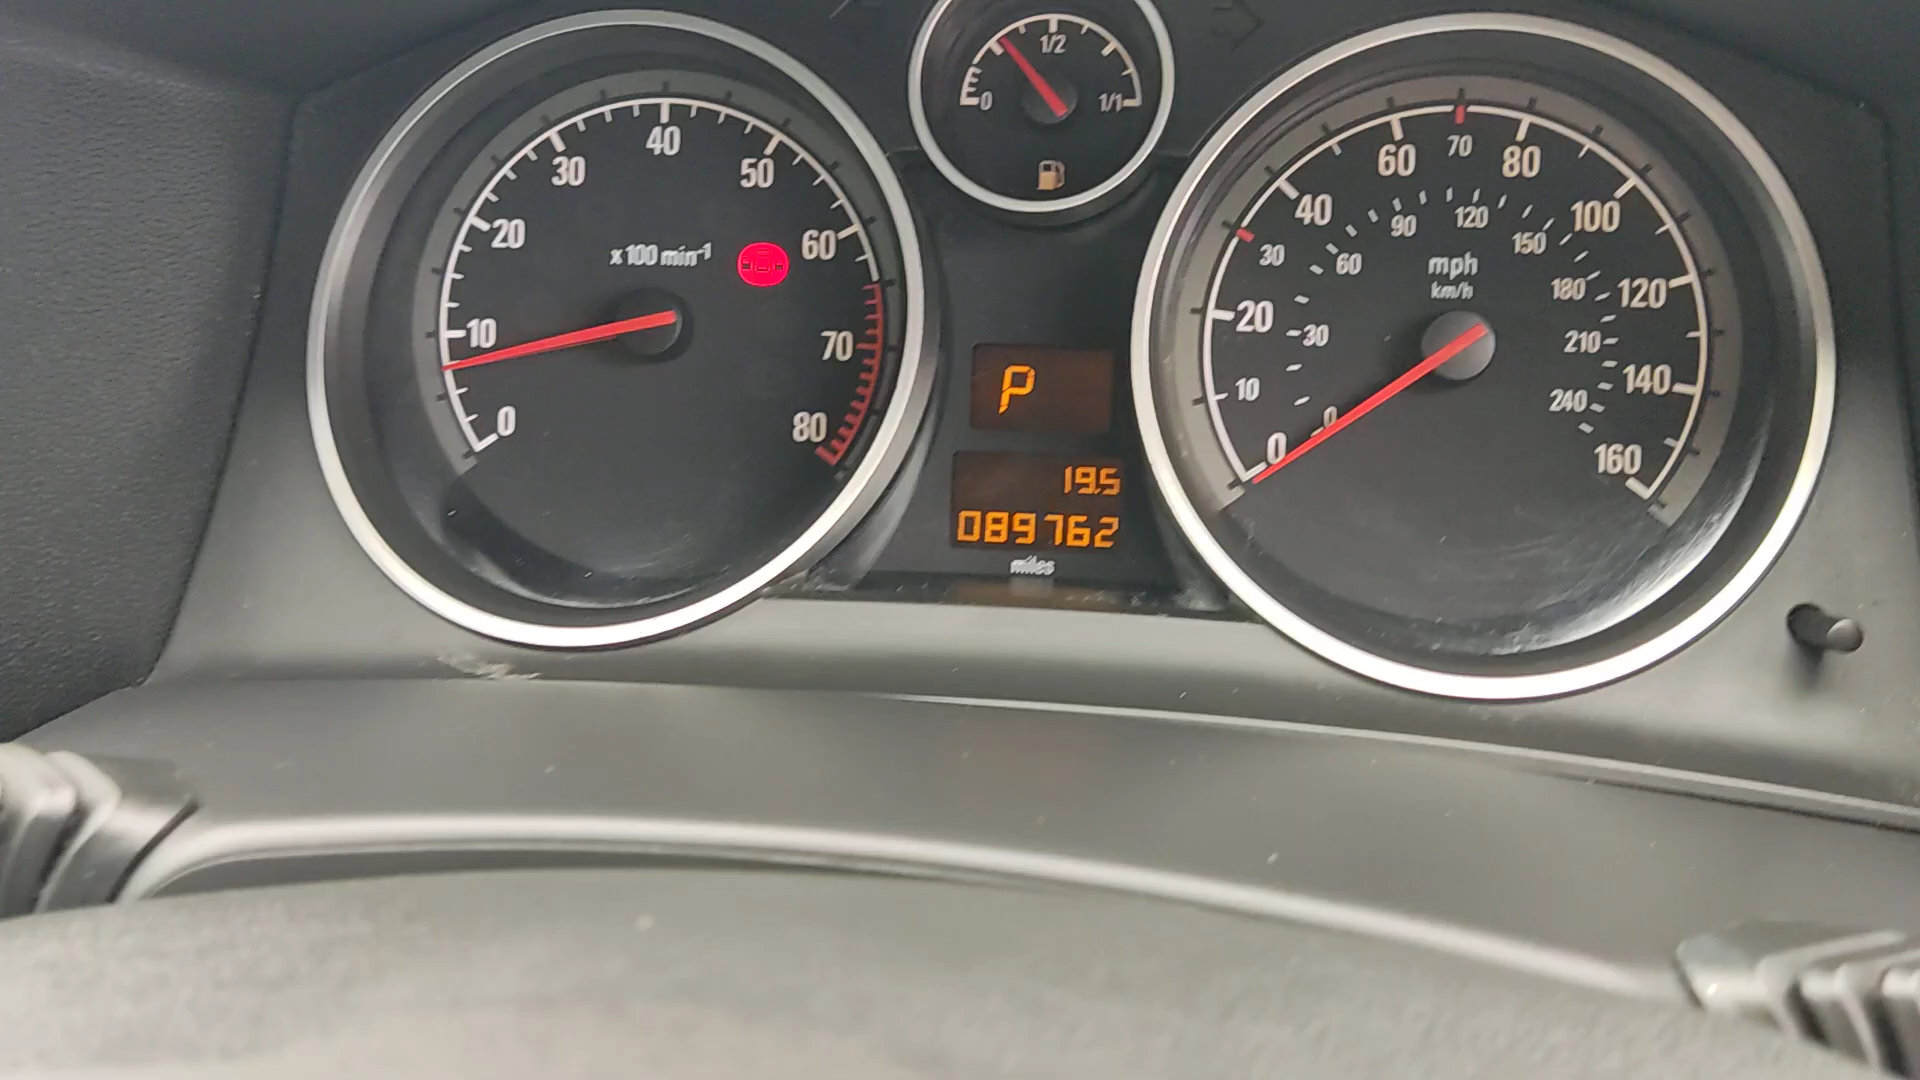 0 1/2 1/1
0 10 20 30 40 50 60 70 80
x 100 min-1
0 10 20 30 40 60 70 80 100 120 140 160
0 30 60 90 120 150 180 210 240
mph
km/h
P
19.5
089762
miles